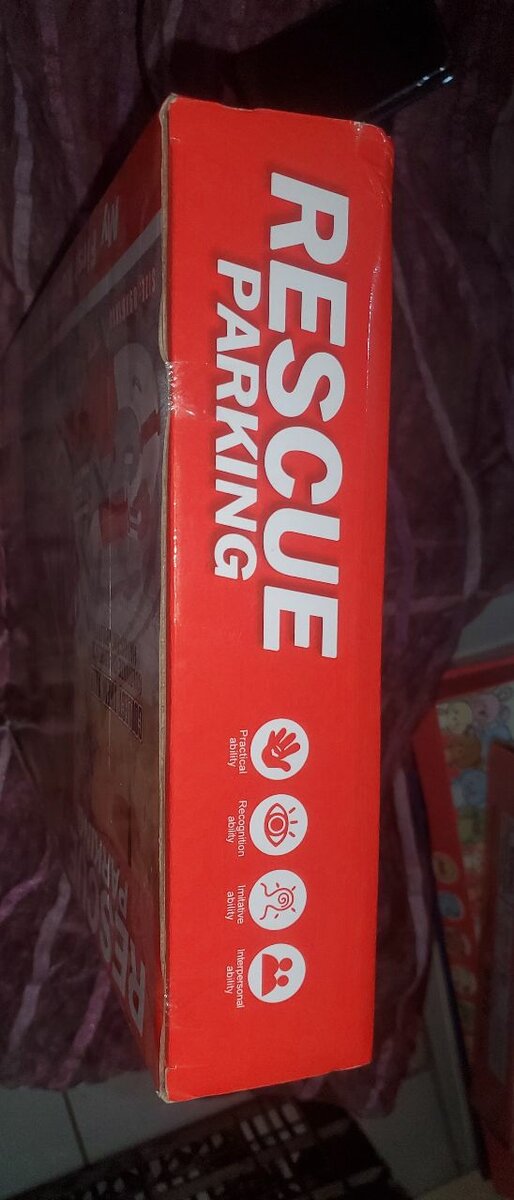 RESCUE
PARKING
Practical
ability
Recognition
ability
Imitative
ability
Interpersonal
ability